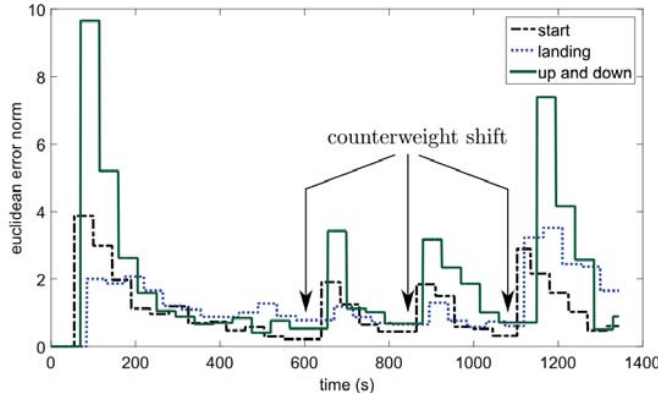 10
8
6
4
2
0
euclidean error norm
start
landing
up and down
counterweight shift
0 200 400 600 800 1000 1200 1400
time (s)